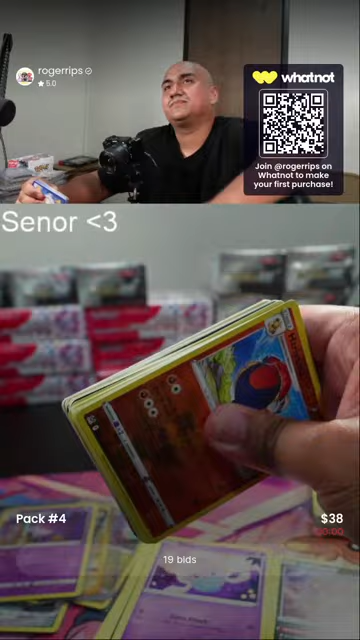 rogerrips
5.0
whatnot
Join @rogerrips on
Whatnot to make
your first purchase!
Senor <3
Pack #4
$38
19 bids